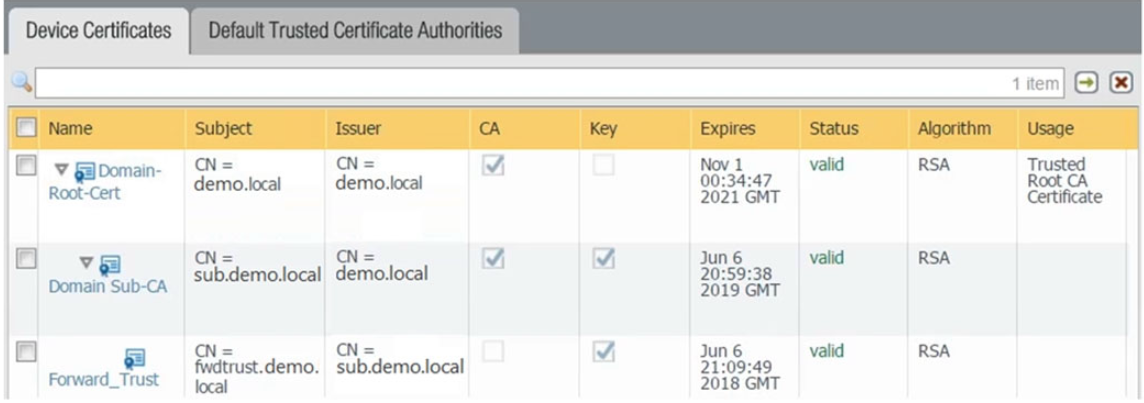 Device Certificates Default Trusted Certificate Authorities
1 item
Name Subject Issuer CA Key Expires Status Algorithm Usage
Domain-Root-Cert CN = demo.local CN = demo.local Nov 1 00:34:47 2021 GMT valid RSA Trusted Root CA Certificate
Domain Sub-CA CN = sub.demo.local CN = demo.local Jun 6 20:59:38 2019 GMT valid RSA
Forward_Trust CN = fwdtrust.demo.local CN = sub.demo.local Jun 6 21:09:49 2018 GMT valid RSA